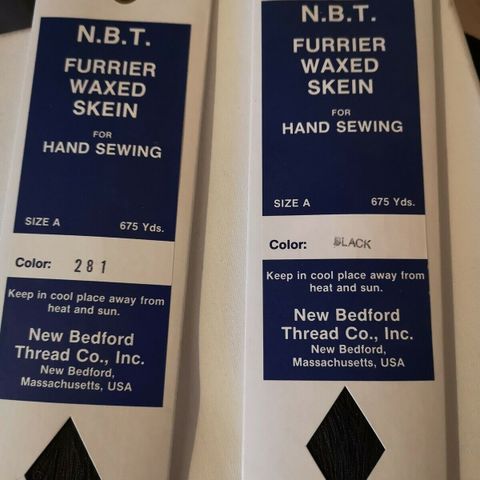 N.B.T.
FURRIER
WAXED
SKEIN
FOR
HAND SEWING
SIZE A 675 Yds.
Color: 281
Keep in cool place away from
heat and sun.
New Bedford
Thread Co., Inc.
New Bedford,
Massachusetts, USA
N.B.T.
FURRIER
WAXED
SKEIN
FOR
HAND SEWING
SIZE A 675 Yds.
Color: BLACK
Keep in cool place away from
heat and sun.
New Bedford
Thread Co., Inc.
New Bedford,
Massachusetts, USA